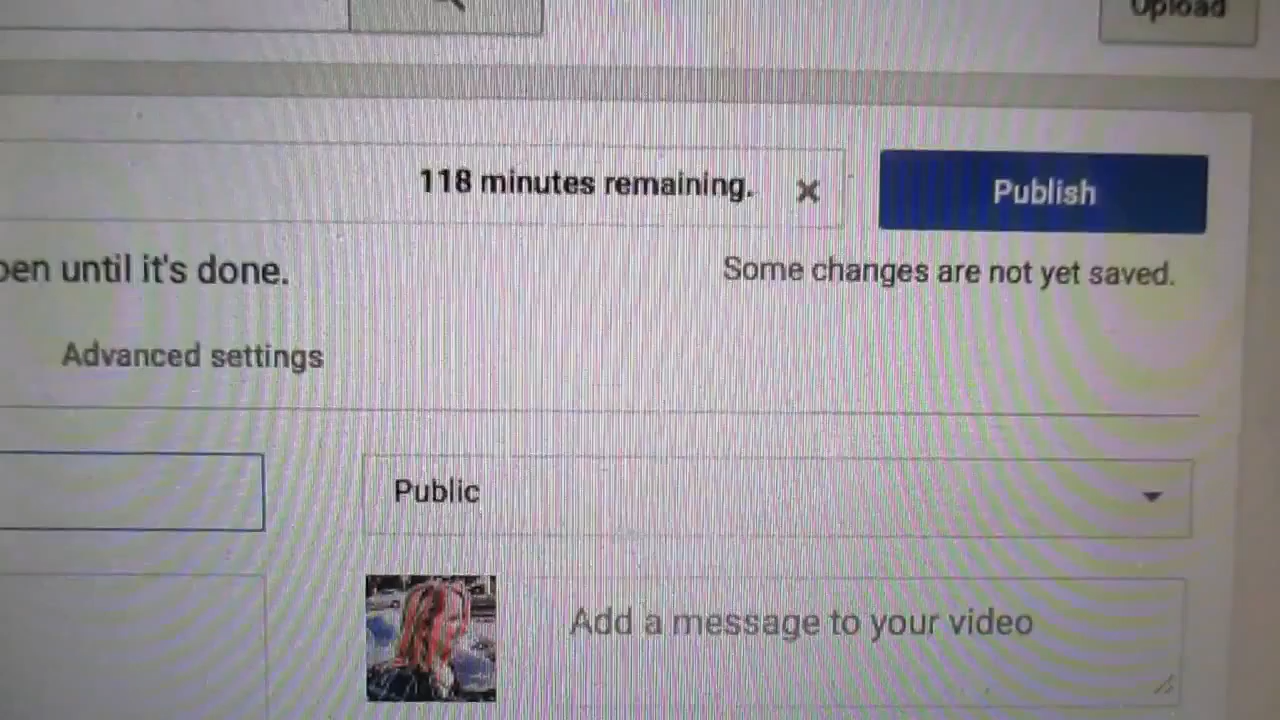 Upload
118 minutes remaining.
Publish
pen until it's done.
Some changes are not yet saved.
Advanced settings
Public
Add a message to your video